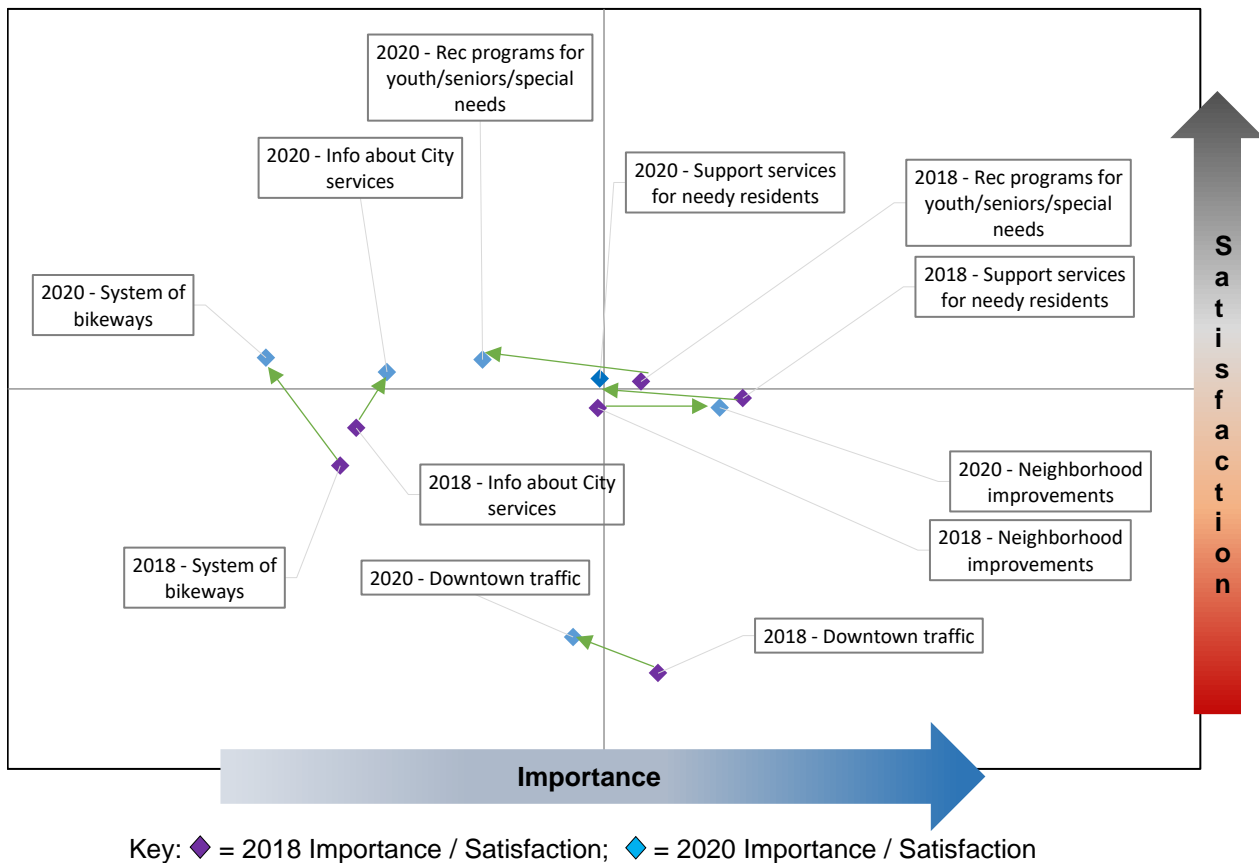 2020 - Rec programs for
youth/seniors/special
needs
2020 - Info about City
services
2020 - Support services
for needy residents
2018 - Rec programs for
youth/seniors/special
needs
2018 - Support services
for needy residents
2020 - System of
bikeways
2020 - Neighborhood
improvements
2018 - Info about City
services
2018 - Neighborhood
improvements
2018 - System of
bikeways
2020 - Downtown traffic
2018 - Downtown traffic
Satisfaction
Importance
Key: ◆ = 2018 Importance / Satisfaction; ◆ = 2020 Importance / Satisfaction